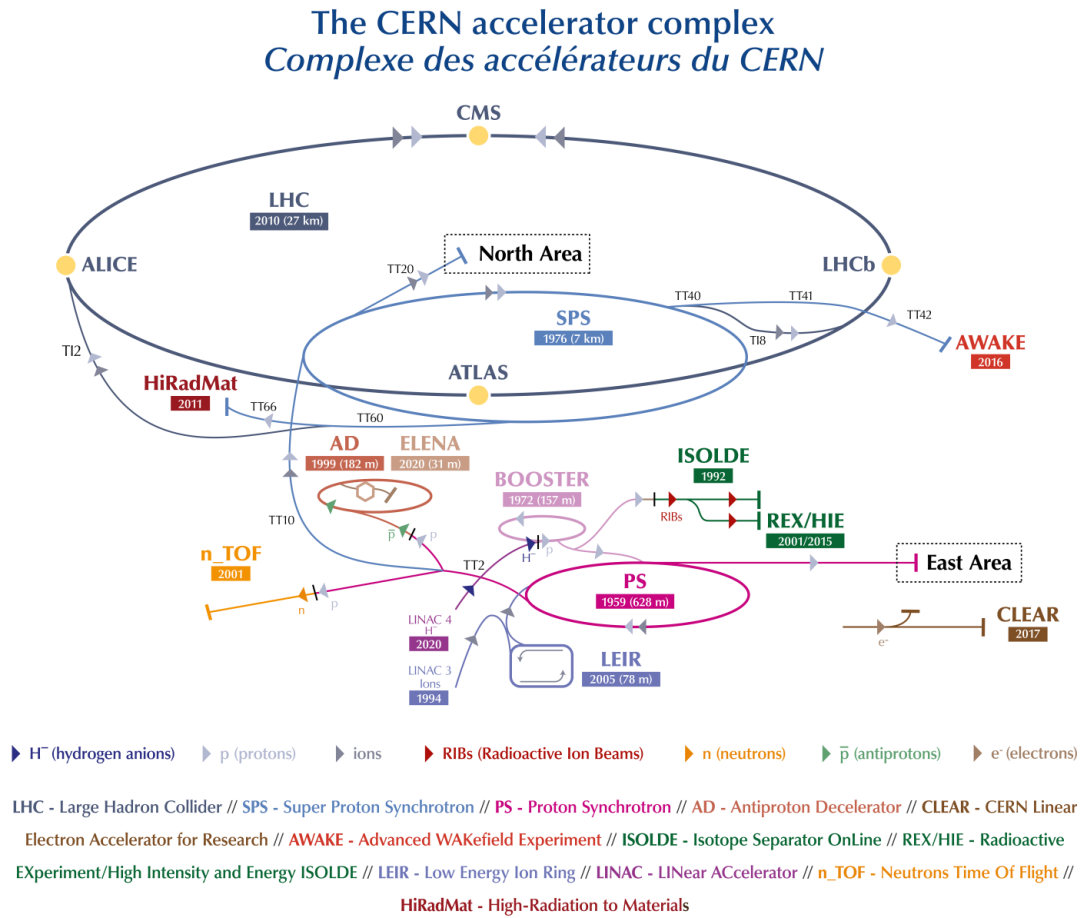 The CERN accelerator complex
Complexe des accélérateurs du CERN
CMS
LHC
2010 (27 km)
North Area
ALICE
LHCb
TT20
TT40
TT41
TT42
SPS
1976 (7 km)
TI8
AWAKE
2016
TI2
ATLAS
HiRadMat
2011
TT66
TT60
AD
1999 (182 m)
ELENA
2020 (31 m)
ISOLDE
1992
BOOSTER
1972 (157 m)
RIBs
REX/HIE
2001/2015
TT10
p̅
p
H⁻
p
n_TOF
2001
TT2
East Area
PS
1959 (628 m)
n
p
LINAC 4
H⁻
2020
CLEAR
2017
e⁻
LINAC 3
Ions
1994
LEIR
2005 (78 m)
H⁻ (hydrogen anions)
p (protons)
ions
RIBs (Radioactive Ion Beams)
n (neutrons)
p̅ (antiprotons)
e⁻ (electrons)
LHC - Large Hadron Collider // SPS - Super Proton Synchrotron // PS - Proton Synchrotron // AD - Antiproton Decelerator // CLEAR - CERN Linear
Electron Accelerator for Research // AWAKE - Advanced WAKefield Experiment // ISOLDE - Isotope Separator OnLine // REX/HIE - Radioactive
EXperiment/High Intensity and Energy ISOLDE // LEIR - Low Energy Ion Ring // LINAC - LINear ACcelerator // n_TOF - Neutrons Time Of Flight //
HiRadMat - High-Radiation to Materials